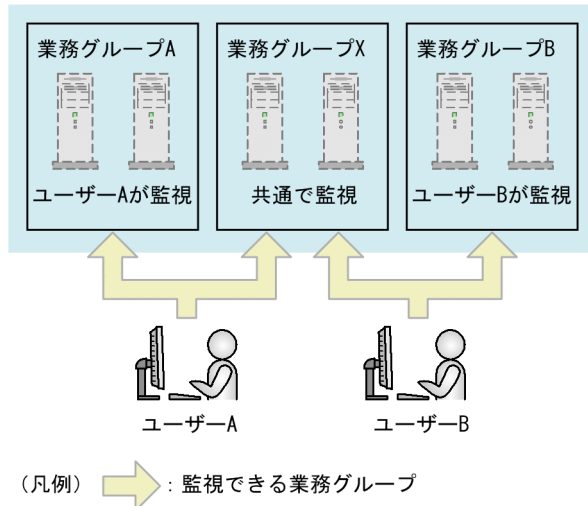 業務グループA
業務グループX
業務グループB
ユーザーAが監視
共通で監視
ユーザーBが監視
ユーザーA
ユーザーB
(凡例) : 監視できる業務グループ